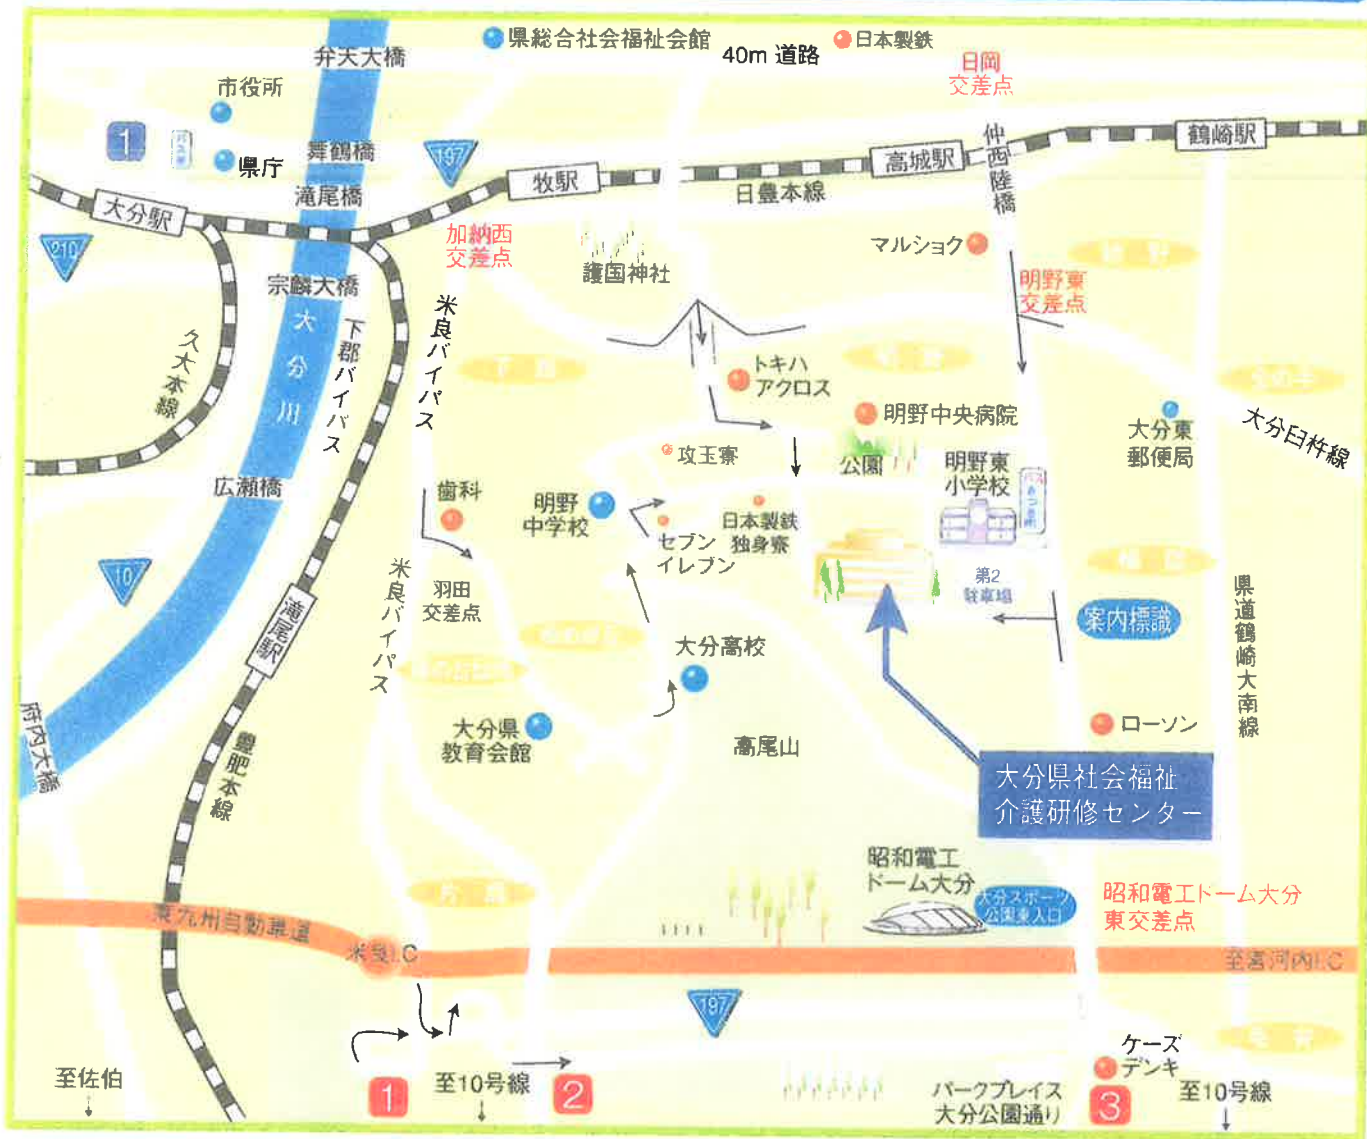 県総合社会福祉会館
日本製鉄
40m 道路
弁天大橋
日岡
交差点
市役所
1
県庁
舞鶴橋
197
仲西陸橋
鶴崎駅
高城駅
牧駅
日豊本線
滝尾橋
大分駅
210
加納西
交差点
護国神社
マルショク
明野東
交差点
宗麟大橋
大分川
下郡バイパス
米良バイパス
久大本線
トキハ
アクロス
明野中央病院
大分東
郵便局
大分臼杵線
攻玉寮
公園
明野東
小学校
広瀬橋
歯科
明野
中学校
日本製鉄
独身寮
セブン
イレブン
10
米良バイパス
羽田
交差点
第2
駐車場
案内標識
県道鶴崎大南線
滝尾駅
大分高校
大分県
教育会館
高尾山
ローソン
府内大橋
豊肥本線
大分県社会福祉
介護研修センター
昭和電工
ドーム大分
大分スポーツ
公園東入口
昭和電工ドーム大分
東交差点
片島
東九州自動車道
米良I.C
至宮河内I.C
197
至佐伯
1
至10号線
2
パークプレイス
大分公園通り
ケーズ
デンキ
3
至10号線